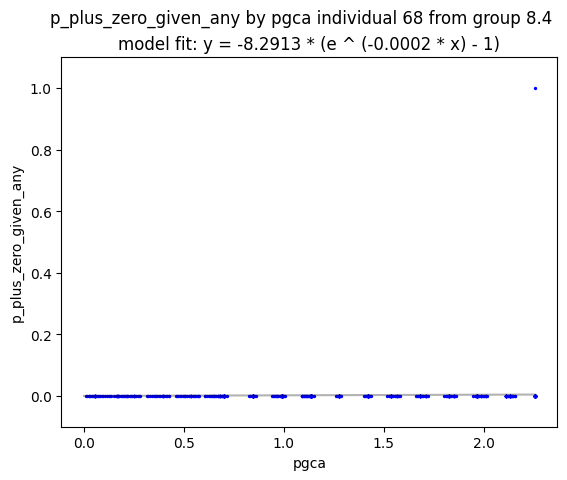 p_plus_zero_given_any by pgca individual 68 from group 8.4
model fit: y = -8.2913 * (e ^ (-0.0002 * x) - 1)
1.0
0.8
0.6
0.4
0.2
0.0
p_plus_zero_given_any
0.0 0.5 1.0 1.5 2.0
pgca